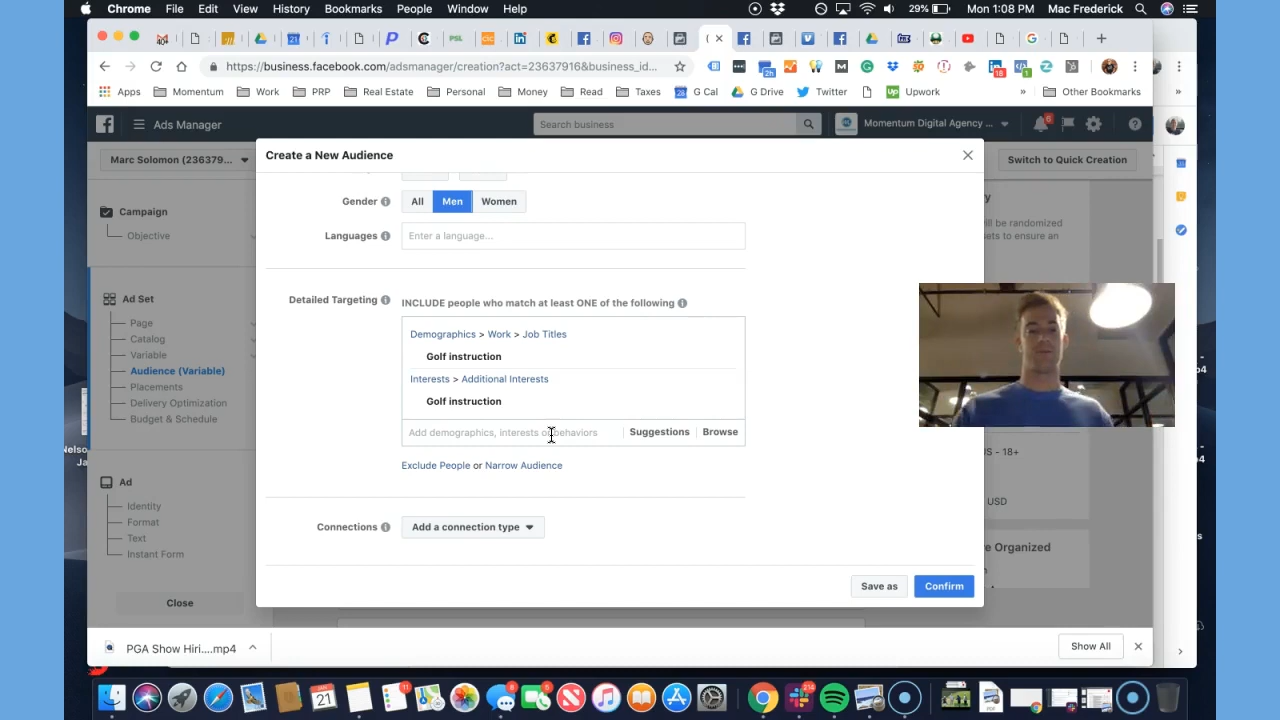 Chrome File Edit View History Bookmarks People Window Help 29% Mon 1:08 PM Mac Frederick
https://business.facebook.com/adsmanager/creation?act=23637916&business_id...
Apps Momentum Work PRP Real Estate Personal Money Read Taxes G Cal G Drive Twitter Upwork » Other Bookmarks »
Ads Manager Search business Momentum Digital Agency ...
Marc Solomon (236379... Switch to Quick Creation
Create a New Audience
Campaign
Objective
Ad Set
Page
Catalog
Variable
Audience (Variable)
Placements
Delivery Optimization
Budget & Schedule
Ad
Identity
Format
Text
Instant Form
Close
Gender All Men Women
Languages Enter a language...
Detailed Targeting INCLUDE people who match at least ONE of the following
Demographics > Work > Job Titles
Golf instruction
Interests > Additional Interests
Golf instruction
Add demographics, interests or behaviors Suggestions Browse
Exclude People or Narrow Audience
Connections Add a connection type
Save as Confirm
will be randomized
sets to ensure an
S - 18+
USD
e Organized
PGA Show Hiri....mp4 Show All